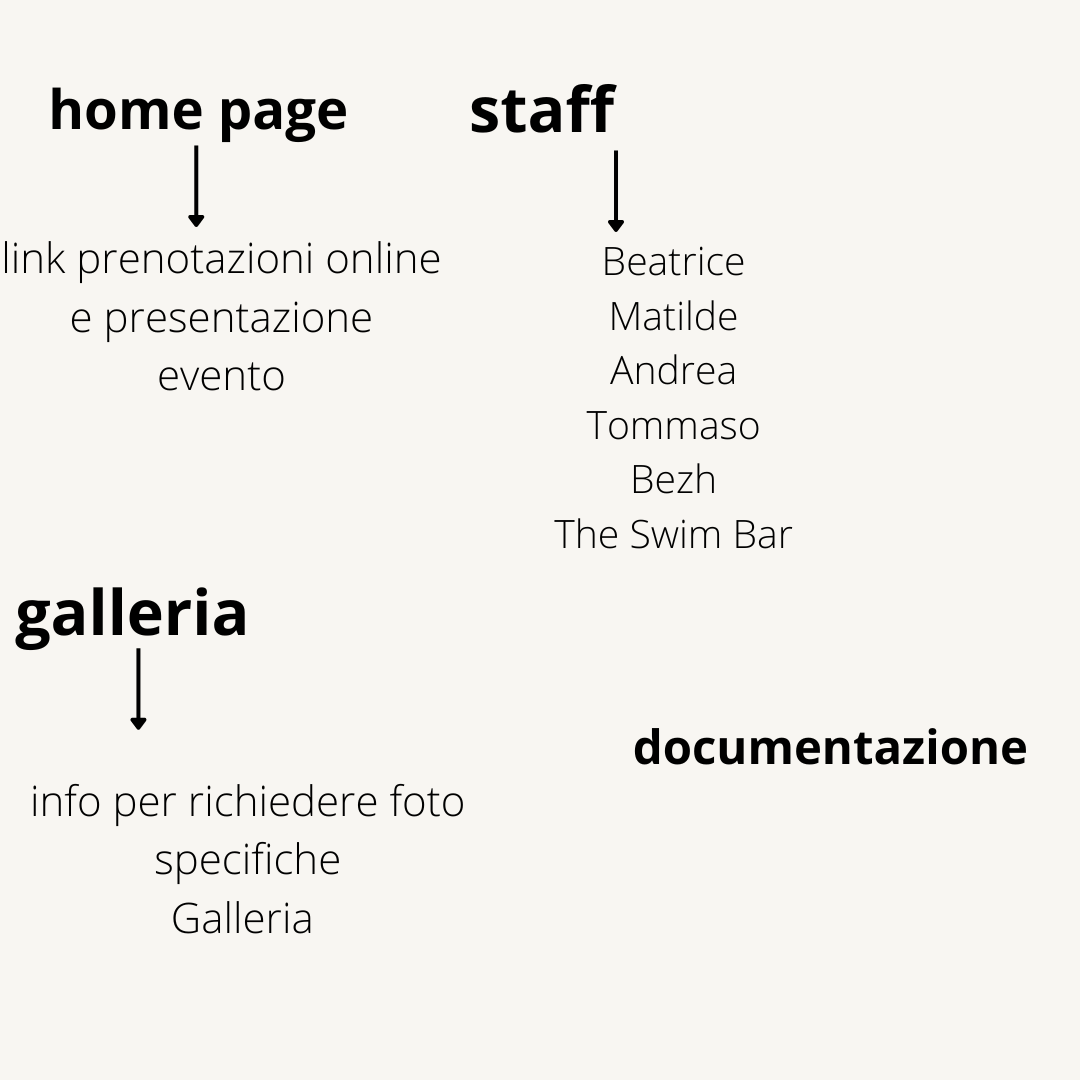 home page
link prenotazioni online
e presentazione
evento
staff
Beatrice
Matilde
Andrea
Tommaso
Bezh
The Swim Bar
galleria
info per richiedere foto
specifiche
Galleria
documentazione